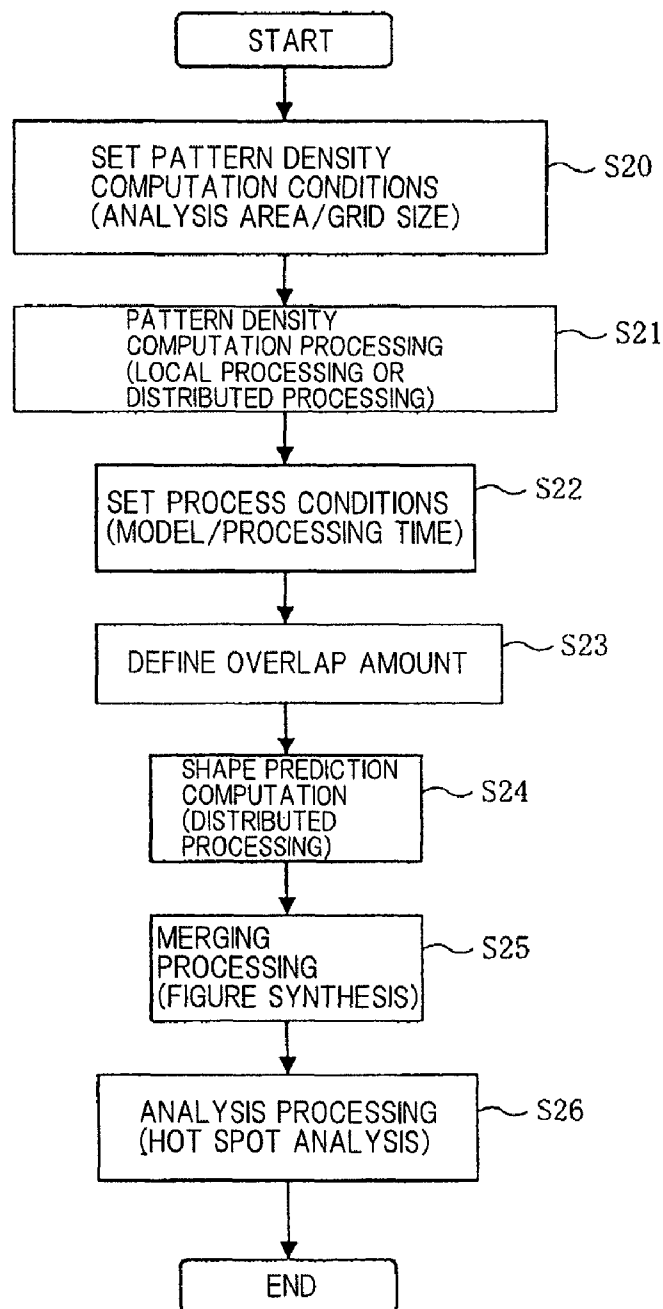 START
SET PATTERN DENSITY
COMPUTATION CONDITIONS
(ANALYSIS AREA/GRID SIZE)
S20
PATTERN DENSITY
COMPUTATION PROCESSING
(LOCAL PROCESSING OR
DISTRIBUTED PROCESSING)
S21
SET PROCESS CONDITIONS
(MODEL/PROCESSING TIME)
S22
DEFINE OVERLAP AMOUNT
S23
SHAPE PREDICTION
COMPUTATION
(DISTRIBUTED
PROCESSING)
S24
MERGING
PROCESSING
(FIGURE SYNTHESIS)
S25
ANALYSIS PROCESSING
(HOT SPOT ANALYSIS)
S26
END